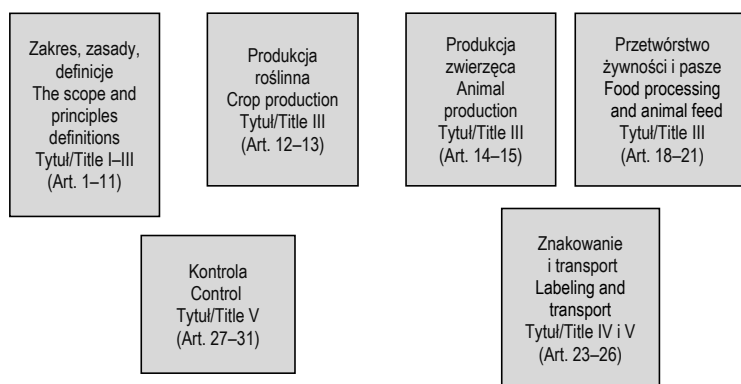 Zakres, zasady,
definicje
The scope and
principles
definitions
Tytuł/Title I–III
(Art. 1–11)
Produkcja
roślinna
Crop production
Tytuł/Title III
(Art. 12–13)
Produkcja
zwierzęca
Animal
production
Tytuł/Title III
(Art. 14–15)
Przetwórstwo
żywności i pasze
Food processing
and animal feed
Tytuł/Title III
(Art. 18–21)
Kontrola
Control
Tytuł/Title V
(Art. 27–31)
Znakowanie
i transport
Labeling and
transport
Tytuł/Title IV i V
(Art. 23–26)